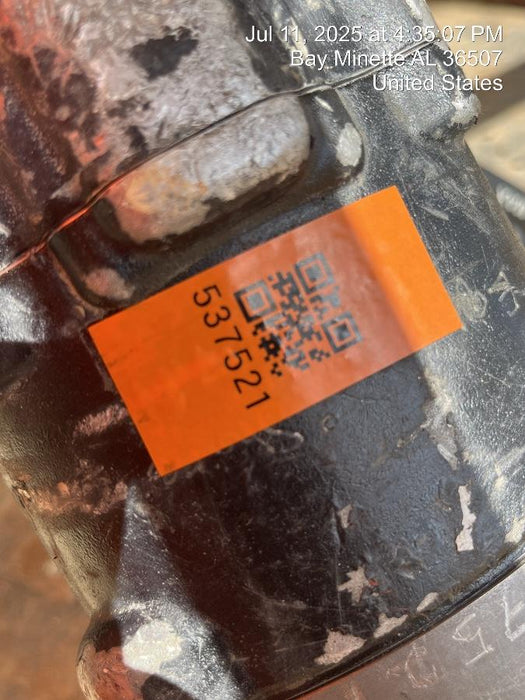 Jul 11, 2025 at 4:35:07 PM
Bay Minette AL 36507
United States
537521